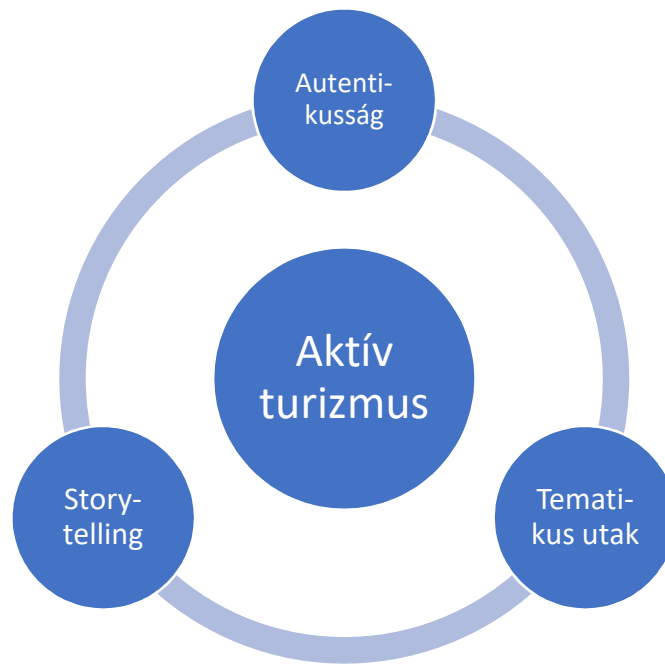 Autenti-
kusság
Aktív
turizmus
Story-
telling
Temati-
kus utak